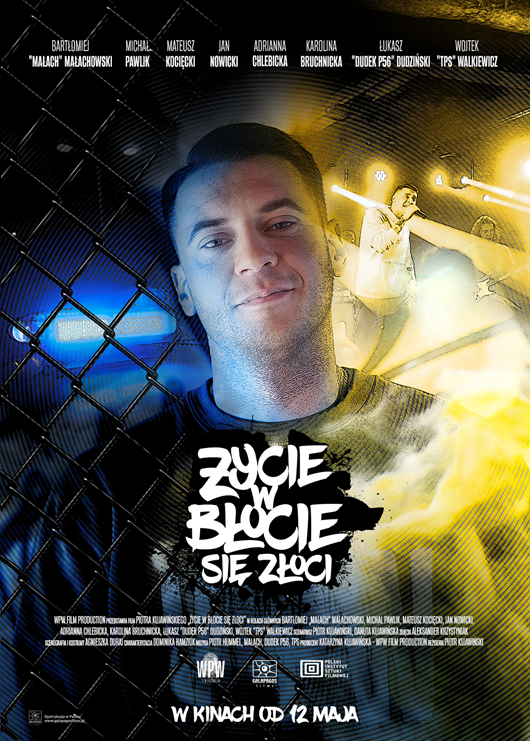 BARTŁOMIEJ "MAŁACH" MAŁACHOWSKI
MICHAŁ PAWLIK
MATEUSZ KOCIĘCKI
JAN NOWICKI
ADRIANNA CHLEBICKA
KAROLINA BRUCHNICKA
ŁUKASZ "DUDEK P56" DUDZIŃSKI
WOJTEK "TPS" WALKIEWICZ
ŻYCIE
W
BŁOCIE
SIĘ ZŁOCI
WPW FILM PRODUCTION PRZEDSTAWIA FILM PIOTRA KUJAWIŃSKIEGO „ŻYCIE W BŁOCIE SIĘ ZŁOCI" W ROLACH GŁÓWNYCH BARTŁOMIEJ „MAŁACH" MAŁACHOWSKI, MICHAŁ PAWLIK, MATEUSZ KOCIĘCKI, JAN NOWICKI,
ADRIANNA CHLEBICKA, KAROLINA BRUCHNICKA, ŁUKASZ "DUDEK P56" DUDZIŃSKI, WOJTEK "TPS" WALKIEWICZ SCENARIUSZ PIOTR KUJAWIŃSKI, DANUTA KUJAWIŃSKA ZDJĘCIA ALEKSANDER KRZYSTYNIAK
SCENOGRAFIA I KOSTIUMY AGNIESZKA DURAJ CHARAKTERYZACJA DOMINIKA HAMZIUK MUZYKA PIOTR HUMMEL, MAŁACH, DUDEK P56, TPS PRODUCENT KATARZYNA KUJAWIŃSKA - WPW FILM PRODUCTION REŻYSERIA PIOTR KUJAWIŃSKI
WPW
GALAPAGOS
FILMS
POLSKI
INSTYTUT
SZTUKI
FILMOWEJ
Dystrybucja w Polsce
www.galapagosfilms.pl
W KINACH OD 12 MAJA